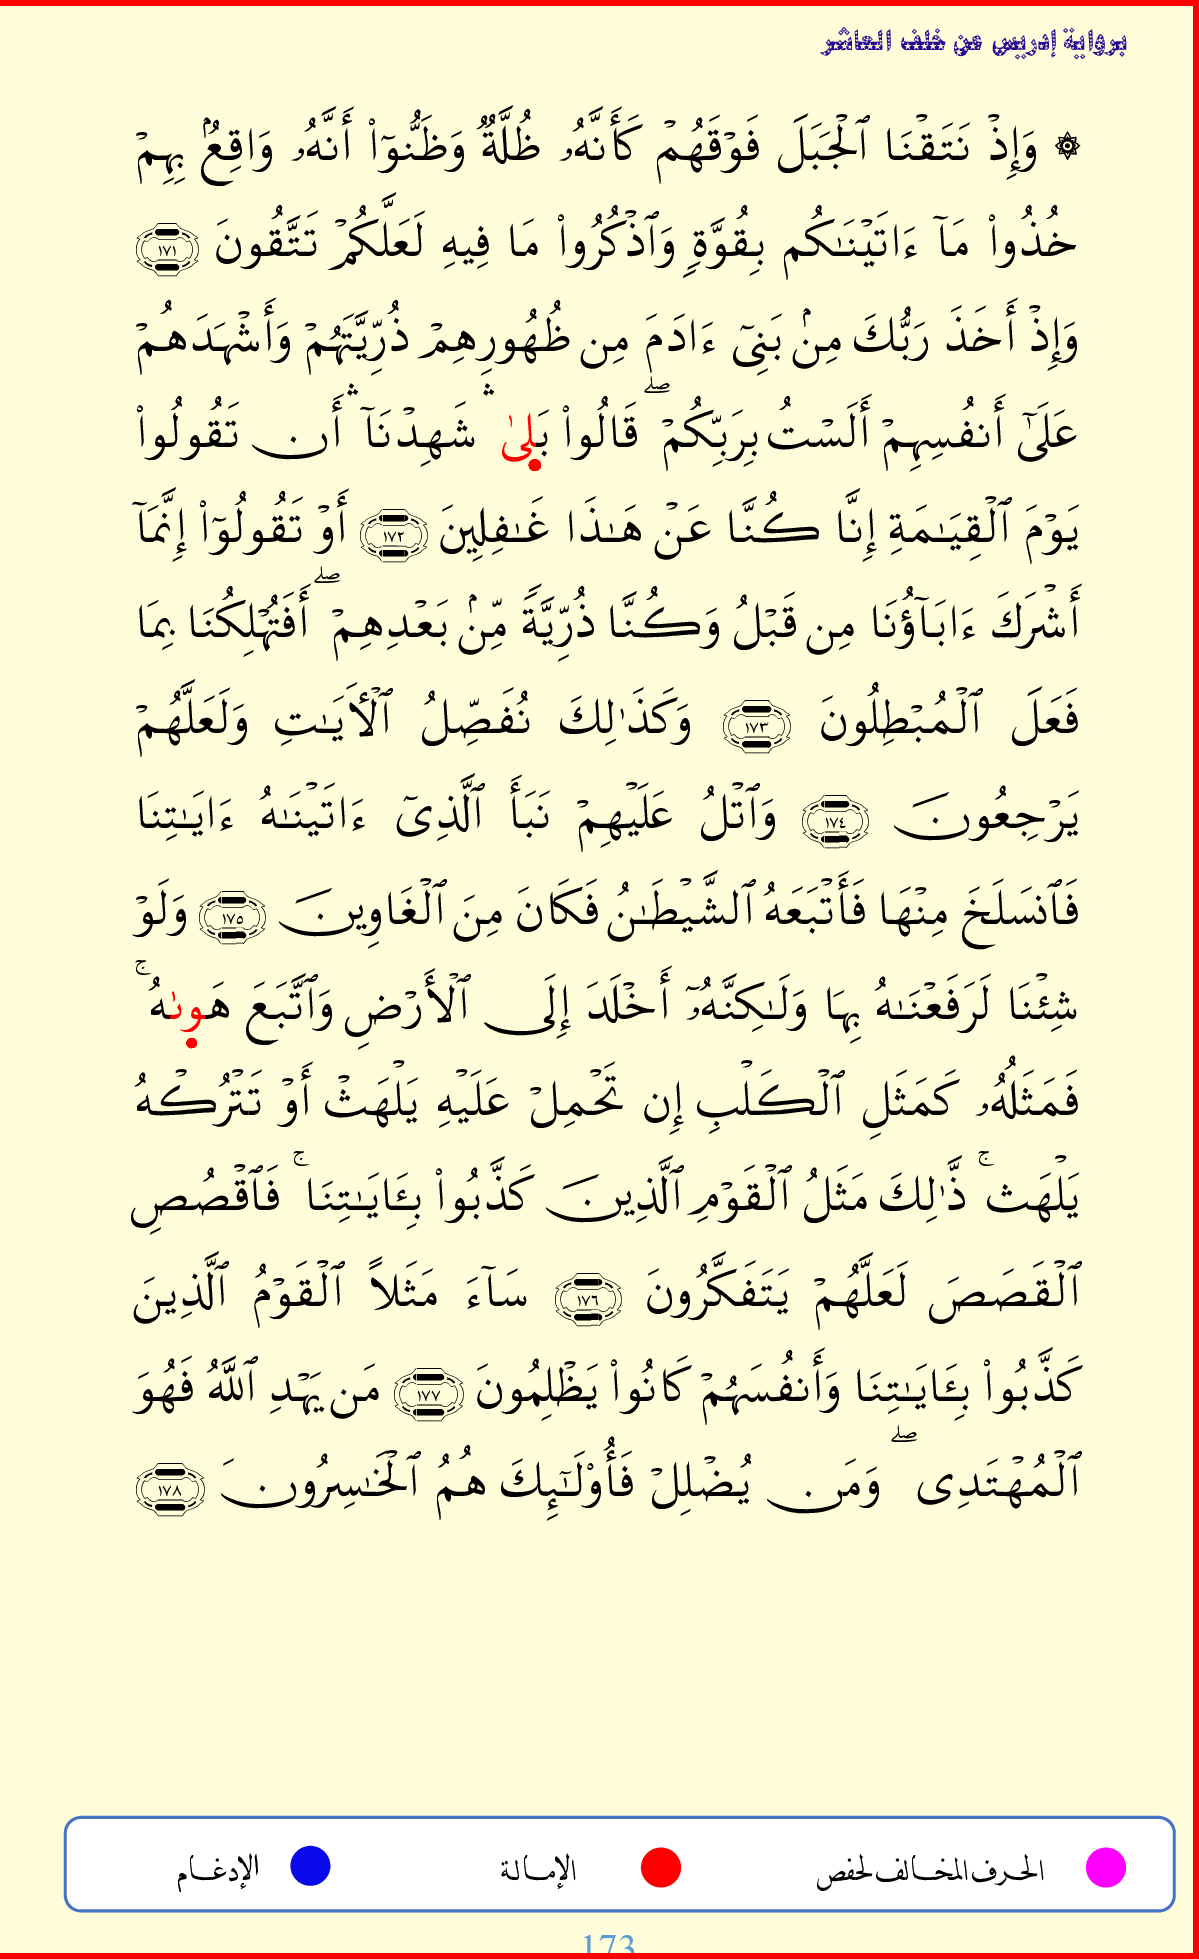 برواية إدريس عن خلف العاشر
۞ وَإِذۡ نَتَقۡنَا ٱلۡجَبَلَ فَوۡقَهُمۡ كَأَنَّهُۥ ظُلَّةٞ وَظَنُّوٓاْ أَنَّهُۥ وَاقِعُۢ بِهِمۡ
خُذُواْ مَآ ءَاتَيۡنَٰكُم بِقُوَّةٖ وَٱذۡكُرُواْ مَا فِيهِ لَعَلَّكُمۡ تَتَّقُونَ ١٧١
وَإِذۡ أَخَذَ رَبُّكَ مِنۢ بَنِيٓ ءَادَمَ مِن ظُهُورِهِمۡ ذُرِّيَّتَهُمۡ وَأَشۡهَدَهُمۡ
عَلَىٰٓ أَنفُسِهِمۡ أَلَسۡتُ بِرَبِّكُمۡۖ قَالُواْ بَلَىٰۛ شَهِدۡنَآۛ أَن تَقُولُواْ
يَوۡمَ ٱلۡقِيَٰمَةِ إِنَّا كُنَّا عَنۡ هَٰذَا غَٰفِلِينَ ١٧٢ أَوۡ تَقُولُوٓاْ إِنَّمَآ
أَشۡرَكَ ءَابَآؤُنَا مِن قَبۡلُ وَكُنَّا ذُرِّيَّةٗ مِّنۢ بَعۡدِهِمۡۖ أَفَتُهۡلِكُنَا بِمَا
فَعَلَ ٱلۡمُبۡطِلُونَ ١٧٣ وَكَذَٰلِكَ نُفَصِّلُ ٱلۡأٓيَٰتِ وَلَعَلَّهُمۡ
يَرۡجِعُونَ ١٧٤ وَٱتۡلُ عَلَيۡهِمۡ نَبَأَ ٱلَّذِيٓ ءَاتَيۡنَٰهُ ءَايَٰتِنَا
فَٱنسَلَخَ مِنۡهَا فَأَتۡبَعَهُ ٱلشَّيۡطَٰنُ فَكَانَ مِنَ ٱلۡغَاوِينَ ١٧٥ وَلَوۡ
شِئۡنَا لَرَفَعۡنَٰهُ بِهَا وَلَٰكِنَّهُۥٓ أَخۡلَدَ إِلَى ٱلۡأَرۡضِ وَٱتَّبَعَ هَوَىٰهُۚ
فَمَثَلُهُۥ كَمَثَلِ ٱلۡكَلۡبِ إِن تَحۡمِلۡ عَلَيۡهِ يَلۡهَثۡ أَوۡ تَتۡرُكۡهُ
يَلۡهَثۚ ذَّٰلِكَ مَثَلُ ٱلۡقَوۡمِ ٱلَّذِينَ كَذَّبُواْ بِـَٔايَٰتِنَاۚ فَٱقۡصُصِ
ٱلۡقَصَصَ لَعَلَّهُمۡ يَتَفَكَّرُونَ ١٧٦ سَآءَ مَثَلًا ٱلۡقَوۡمُ ٱلَّذِينَ
كَذَّبُواْ بِـَٔايَٰتِنَا وَأَنفُسَهُمۡ كَانُواْ يَظۡلِمُونَ ١٧٧ مَن يَهۡدِ ٱللَّهُ فَهُوَ
ٱلۡمُهۡتَدِيۖ وَمَن يُضۡلِلۡ فَأُوْلَٰٓئِكَ هُمُ ٱلۡخَٰسِرُونَ ١٧٨
الحرف المخالف لحفص الإمالة الإدغام
173